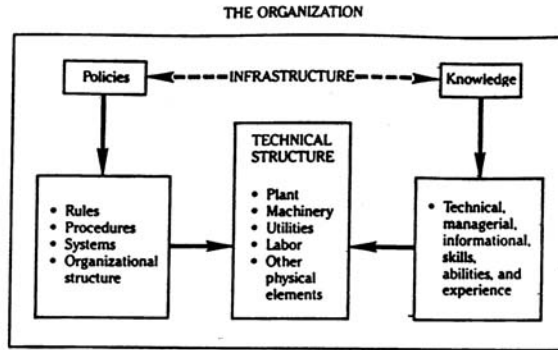 THE ORGANIZATION
Policies
INFRASTRUCTURE
Knowledge
• Rules
• Procedures
• Systems
• Organizational
structure
TECHNICAL
STRUCTURE
• Plant
• Machinery
• Utilities
• Labor
• Other
physical
elements
• Technical,
managerial,
informational,
skills,
abilities, and
experience